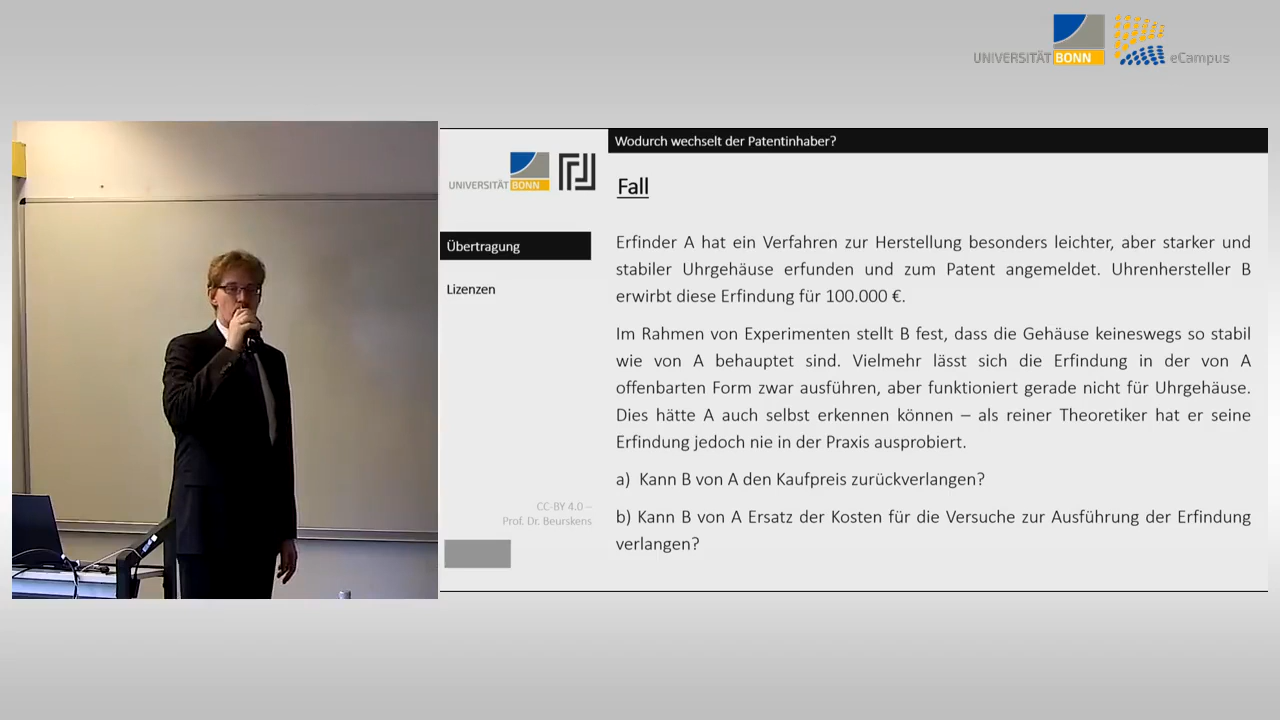 UNIVERSITÄT BONN eCampus
Wodurch wechselt der Patentinhaber?
UNIVERSITÄT BONN
Fall
Übertragung
Lizenzen
Erfinder A hat ein Verfahren zur Herstellung besonders leichter, aber starker und
stabiler Uhrgehäuse erfunden und zum Patent angemeldet. Uhrenhersteller B
erwirbt diese Erfindung für 100.000 €.
Im Rahmen von Experimenten stellt B fest, dass die Gehäuse keineswegs so stabil
wie von A behauptet sind. Vielmehr lässt sich die Erfindung in der von A
offenbarten Form zwar ausführen, aber funktioniert gerade nicht für Uhrgehäuse.
Dies hätte A auch selbst erkennen können – als reiner Theoretiker hat er seine
Erfindung jedoch nie in der Praxis ausprobiert.
a) Kann B von A den Kaufpreis zurückverlangen?
b) Kann B von A Ersatz der Kosten für die Versuche zur Ausführung der Erfindung
verlangen?
CC-BY 4.0 –
Prof. Dr. Beurskens